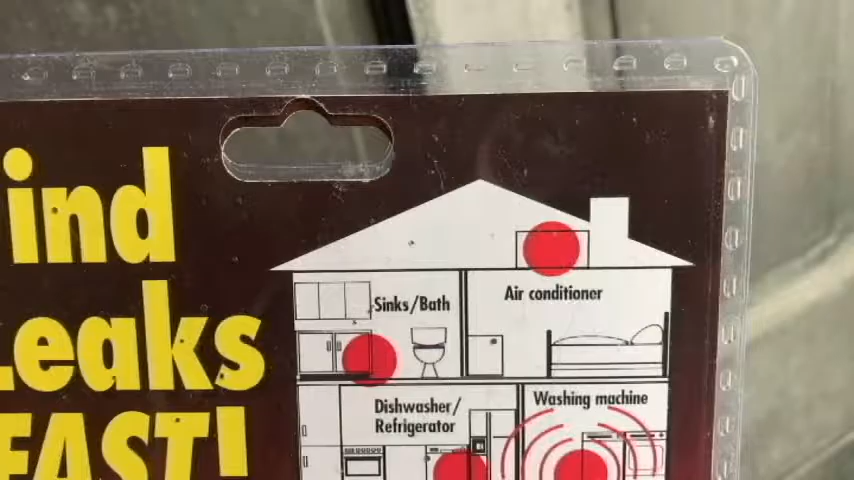 ind
Leaks
FAST!
Sinks/Bath
Air conditioner
Dishwasher/
Refrigerator
Washing machine